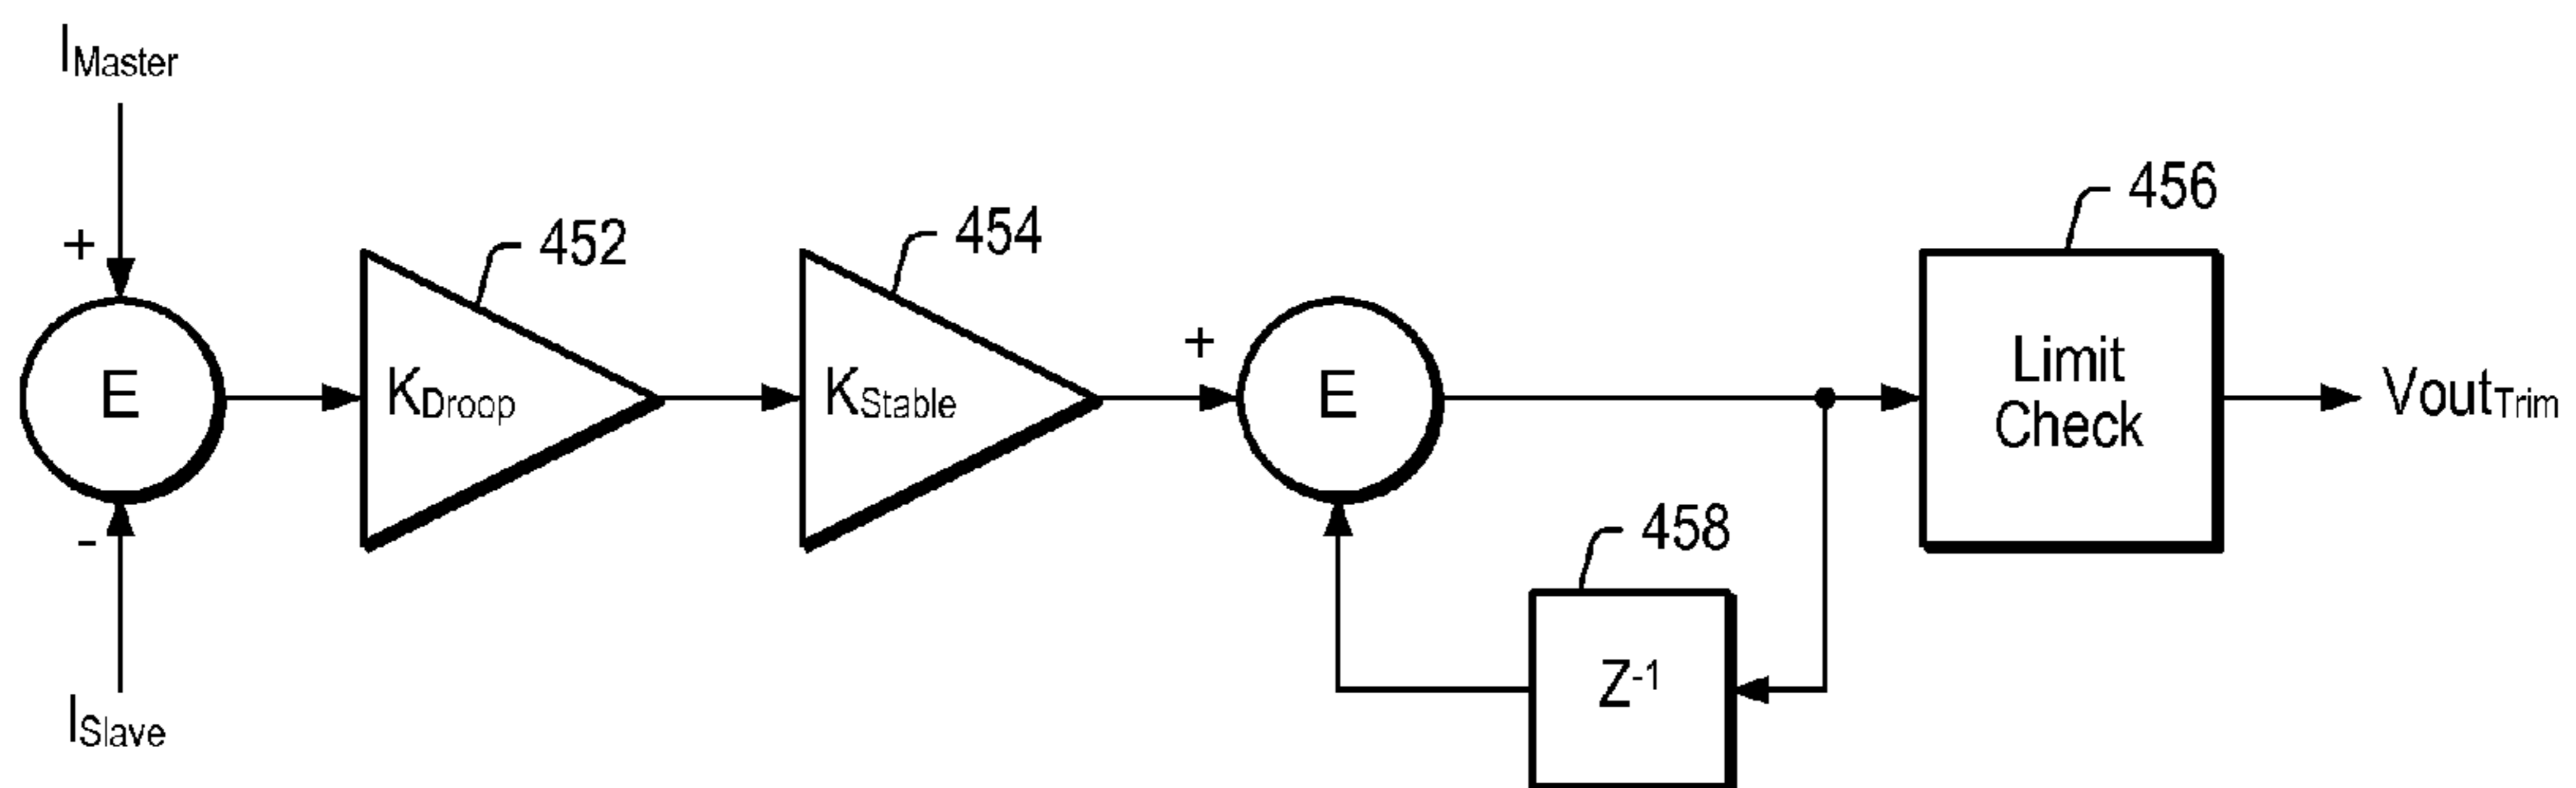 IMaster
+
E
-
ISlave
452
KDroop
454
KStable
+
E
456
Limit
Check
VoutTrim
458
Z-1